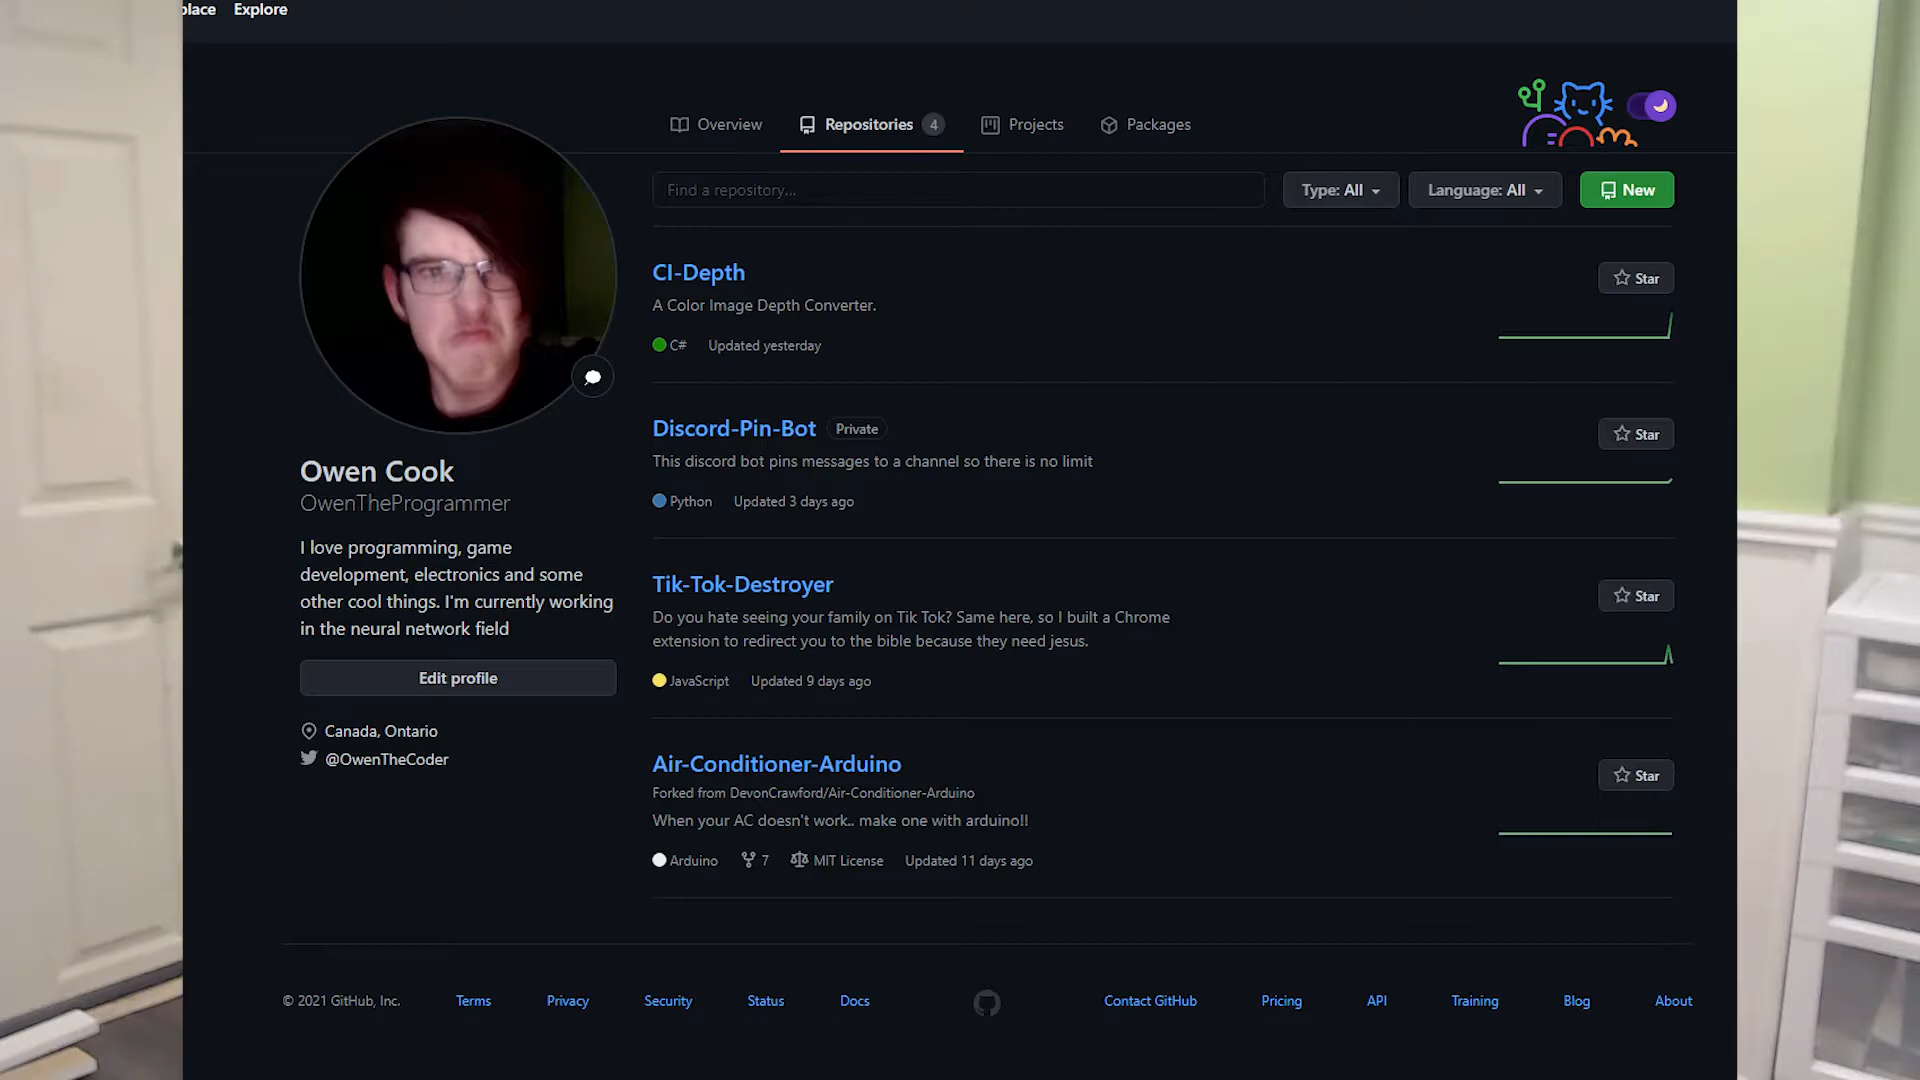 place Explore
Overview Repositories 4 Projects Packages
Find a repository... Type: All Language: All New
CI-Depth
Star
A Color Image Depth Converter.
C# Updated yesterday
Discord-Pin-Bot Private
Star
This discord bot pins messages to a channel so there is no limit
Python Updated 3 days ago
Tik-Tok-Destroyer
Star
Do you hate seeing your family on Tik Tok? Same here, so I built a Chrome
extension to redirect you to the bible because they need jesus.
JavaScript Updated 9 days ago
Air-Conditioner-Arduino
Star
Forked from DevonCrawford/Air-Conditioner-Arduino
When your AC doesn't work.. make one with arduino!!
Arduino 7 MIT License Updated 11 days ago
Owen Cook
OwenTheProgrammer
I love programming, game
development, electronics and some
other cool things. I'm currently working
in the neural network field
Edit profile
Canada, Ontario
@OwenTheCoder
© 2021 GitHub, Inc. Terms Privacy Security Status Docs Contact GitHub Pricing API Training Blog About